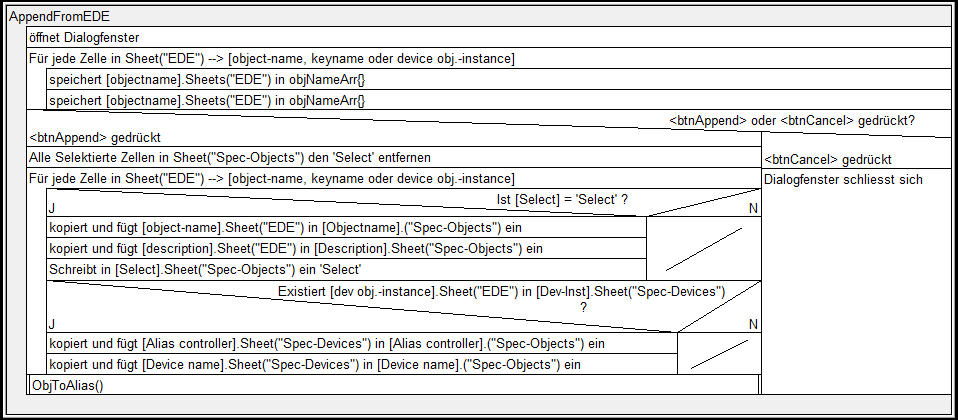 AppendFromEDE
öffnet Dialogfenster
Für jede Zelle in Sheet("EDE") --> [object-name, keyname oder device obj.-instance]
speichert [objectname].Sheets("EDE") in objNameArr{}
speichert [objectname].Sheets("EDE") in objNameArr{}
<btnAppend> oder <btnCancel> gedrückt?
<btnAppend> gedrückt
Alle Selektierte Zellen in Sheet("Spec-Objects") den 'Select' entfernen
Für jede Zelle in Sheet("EDE") --> [object-name, keyname oder device obj.-instance]
Ist [Select] = 'Select' ?
J
N
kopiert und fügt [object-name].Sheet("EDE") in [Objectname].("Spec-Objects") ein
kopiert und fügt [description].Sheet("EDE") in [Description].Sheet("Spec-Objects") ein
Schreibt in [Select].Sheet("Spec-Objects") ein 'Select'
Existiert [dev obj.-instance].Sheet("EDE") in [Dev-Inst].Sheet("Spec-Devices")
?
J
N
kopiert und fügt [Alias controller].Sheet("Spec-Devices") in [Alias controller].("Spec-Objects") ein
kopiert und fügt [Device name].Sheet("Spec-Devices") in [Device name].("Spec-Objects") ein
ObjToAlias()
<btnCancel> gedrückt
Dialogfenster schliesst sich